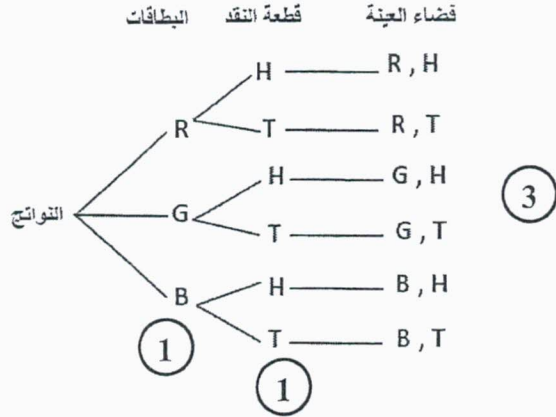 البطاقات قطعة النقد فضاء العينة
H R , H
R
T R , T
H G , H
3
النواتج G
T G , T
H B , H
B
1
T B , T
1